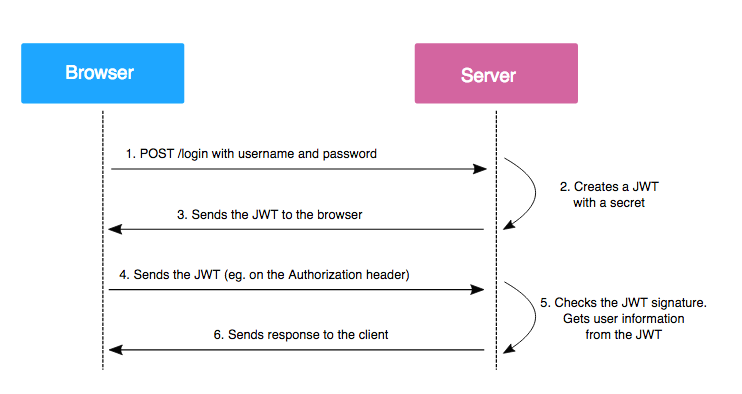 Browser
Server
1. POST /login with username and password
2. Creates a JWT
with a secret
3. Sends the JWT to the browser
4. Sends the JWT (eg. on the Authorization header)
5. Checks the JWT signature.
Gets user information
from the JWT
6. Sends response to the client